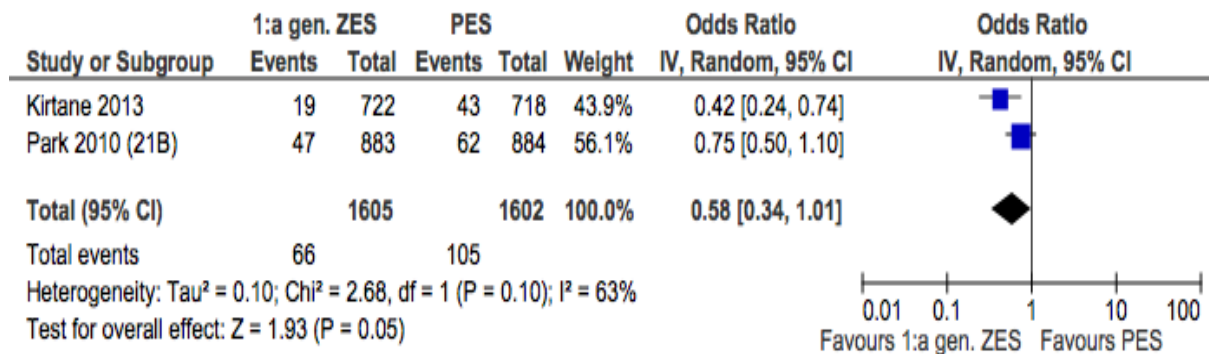 1:a gen. ZES PES Odds Ratio Odds Ratio
Study or Subgroup Events Total Events Total Weight IV, Random, 95% CI IV, Random, 95% CI
Kirtane 2013 19 722 43 718 43.9% 0.42 [0.24, 0.74]
Park 2010 (21B) 47 883 62 884 56.1% 0.75 [0.50, 1.10]
Total (95% CI) 1605 1602 100.0% 0.58 [0.34, 1.01]
Total events 66 105
Heterogeneity: Tau² = 0.10; Chi² = 2.68, df = 1 (P = 0.10); I² = 63%
Test for overall effect: Z = 1.93 (P = 0.05)
0.01 0.1 1 10 100
Favours 1:a gen. ZES Favours PES